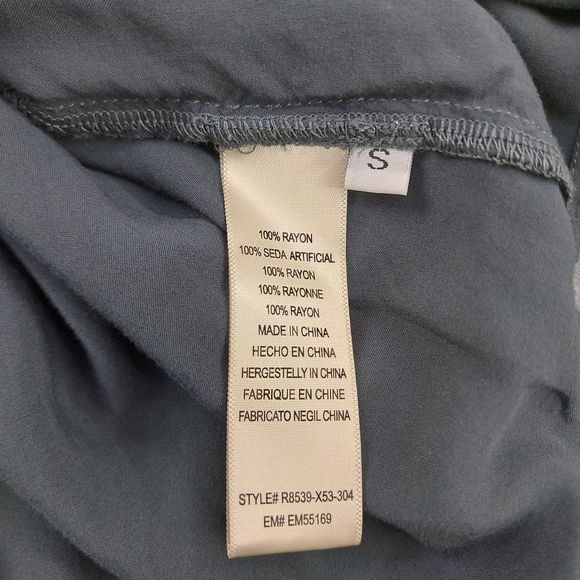 S
100% RAYON
100% SEDA ARTIFICAL
100% RAYON
100% RAYONNE
100% RAYON
MADE IN CHINA
HECHO EN CHINA
HERGESTELLY IN CHINA
FABRIQUE EN CHINE
FABRICATO NEGIL CHINA
STYLE# R8539-X53-304
EM# EM55169